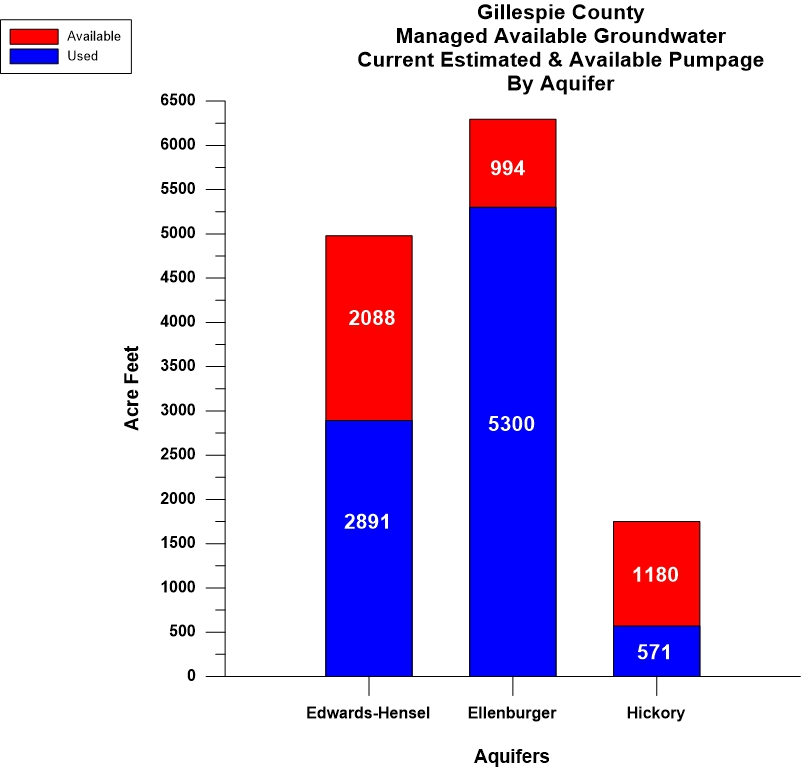 Gillespie County
Managed Available Groundwater
Current Estimated & Available Pumpage
By Aquifer
Available
Used
6500
6000
5500
5000
4500
4000
3500
3000
2500
2000
1500
1000
500
0
Acre Feet
994
2088
5300
2891
1180
571
Edwards-Hensel
Ellenburger
Hickory
Aquifers